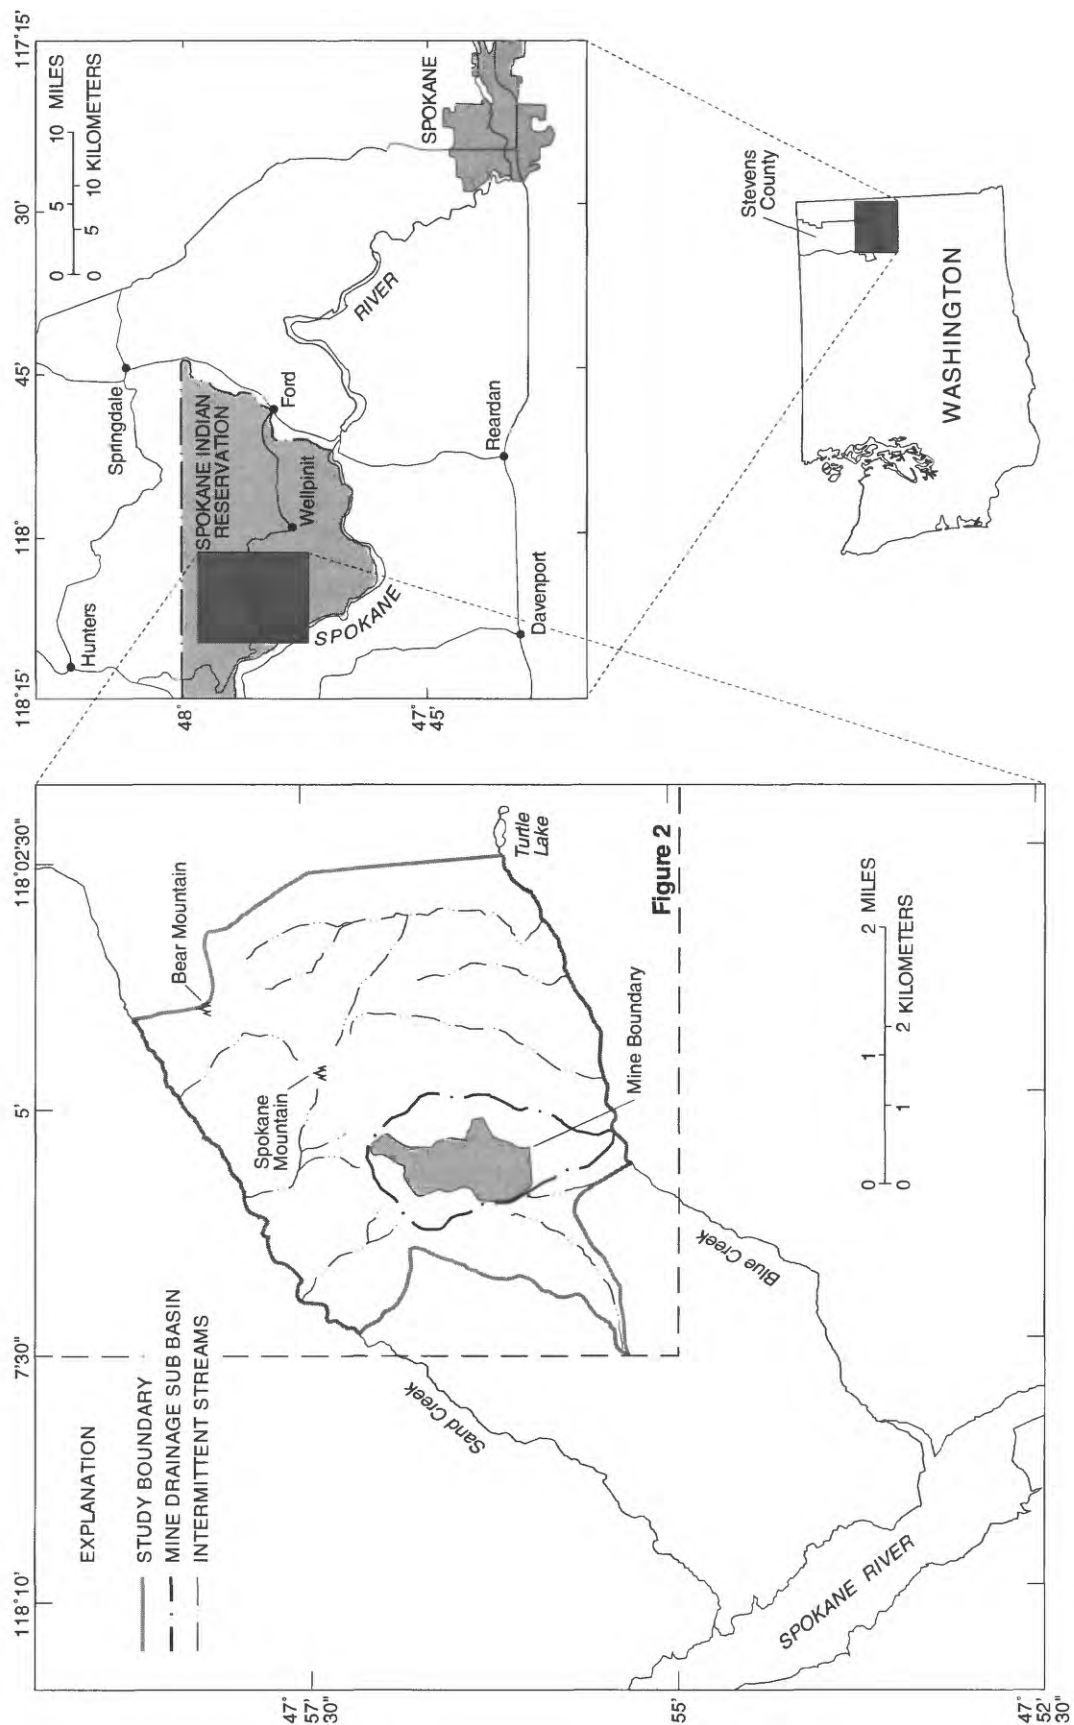 118°10'
7'30"
5'
118°02'30"
47°
57'
30"
55'
47°
52'
30"
EXPLANATION
STUDY BOUNDARY
MINE DRAINAGE SUB BASIN
INTERMITTENT STREAMS
Bear Mountain
Spokane
Mountain
Turtle
Lake
Figure 2
Mine Boundary
Sand Creek
Blue Creek
SPOKANE RIVER
0 1 2 MILES
0 1 2 KILOMETERS
118°15'
118°
45'
30'
117°15'
48°
47°
45'
0 5 10 MILES
0 5 10 KILOMETERS
Hunters
Springdale
SPOKANE INDIAN
RESERVATION
Wellpinit
Ford
SPOKANE
RIVER
SPOKANE
Davenport
Reardan
Stevens
County
WASHINGTON